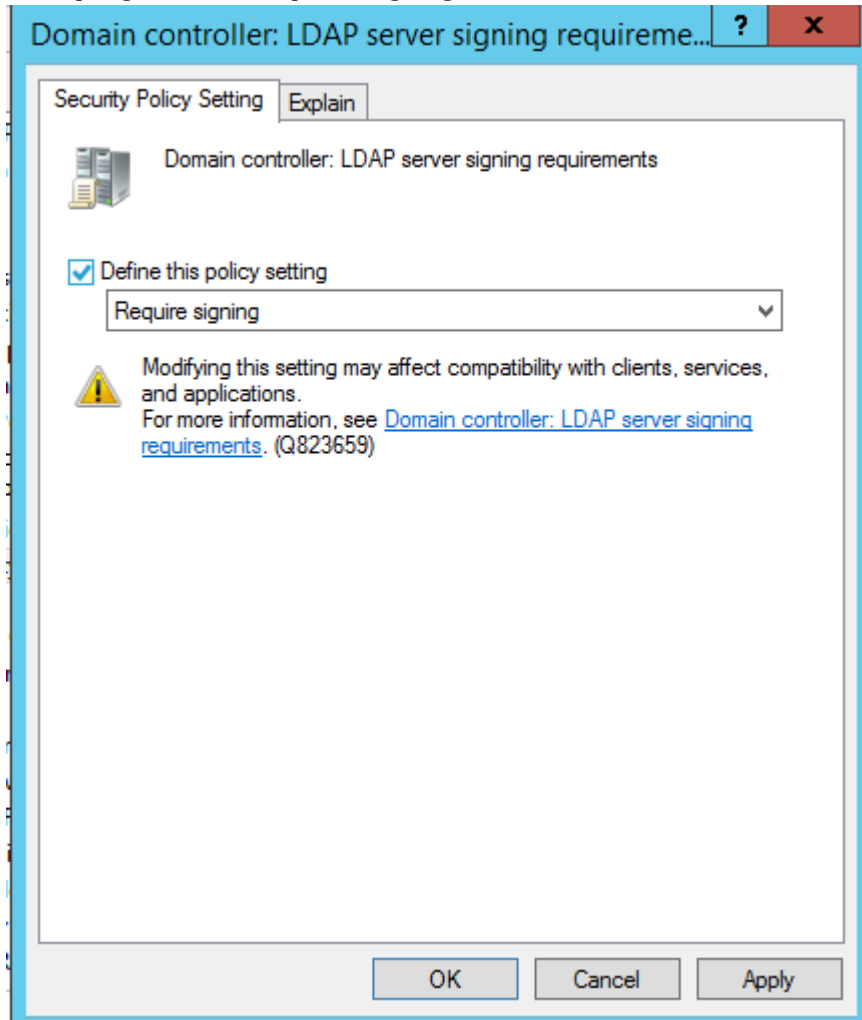 Domain controller: LDAP server signing requireme...
?
x
Security Policy Setting
Explain
Domain controller: LDAP server signing requirements
Define this policy setting
Require signing
Modifying this setting may affect compatibility with clients, services,
and applications.
For more information, see Domain controller: LDAP server signing
requirements. (Q823659)
OK
Cancel
Apply